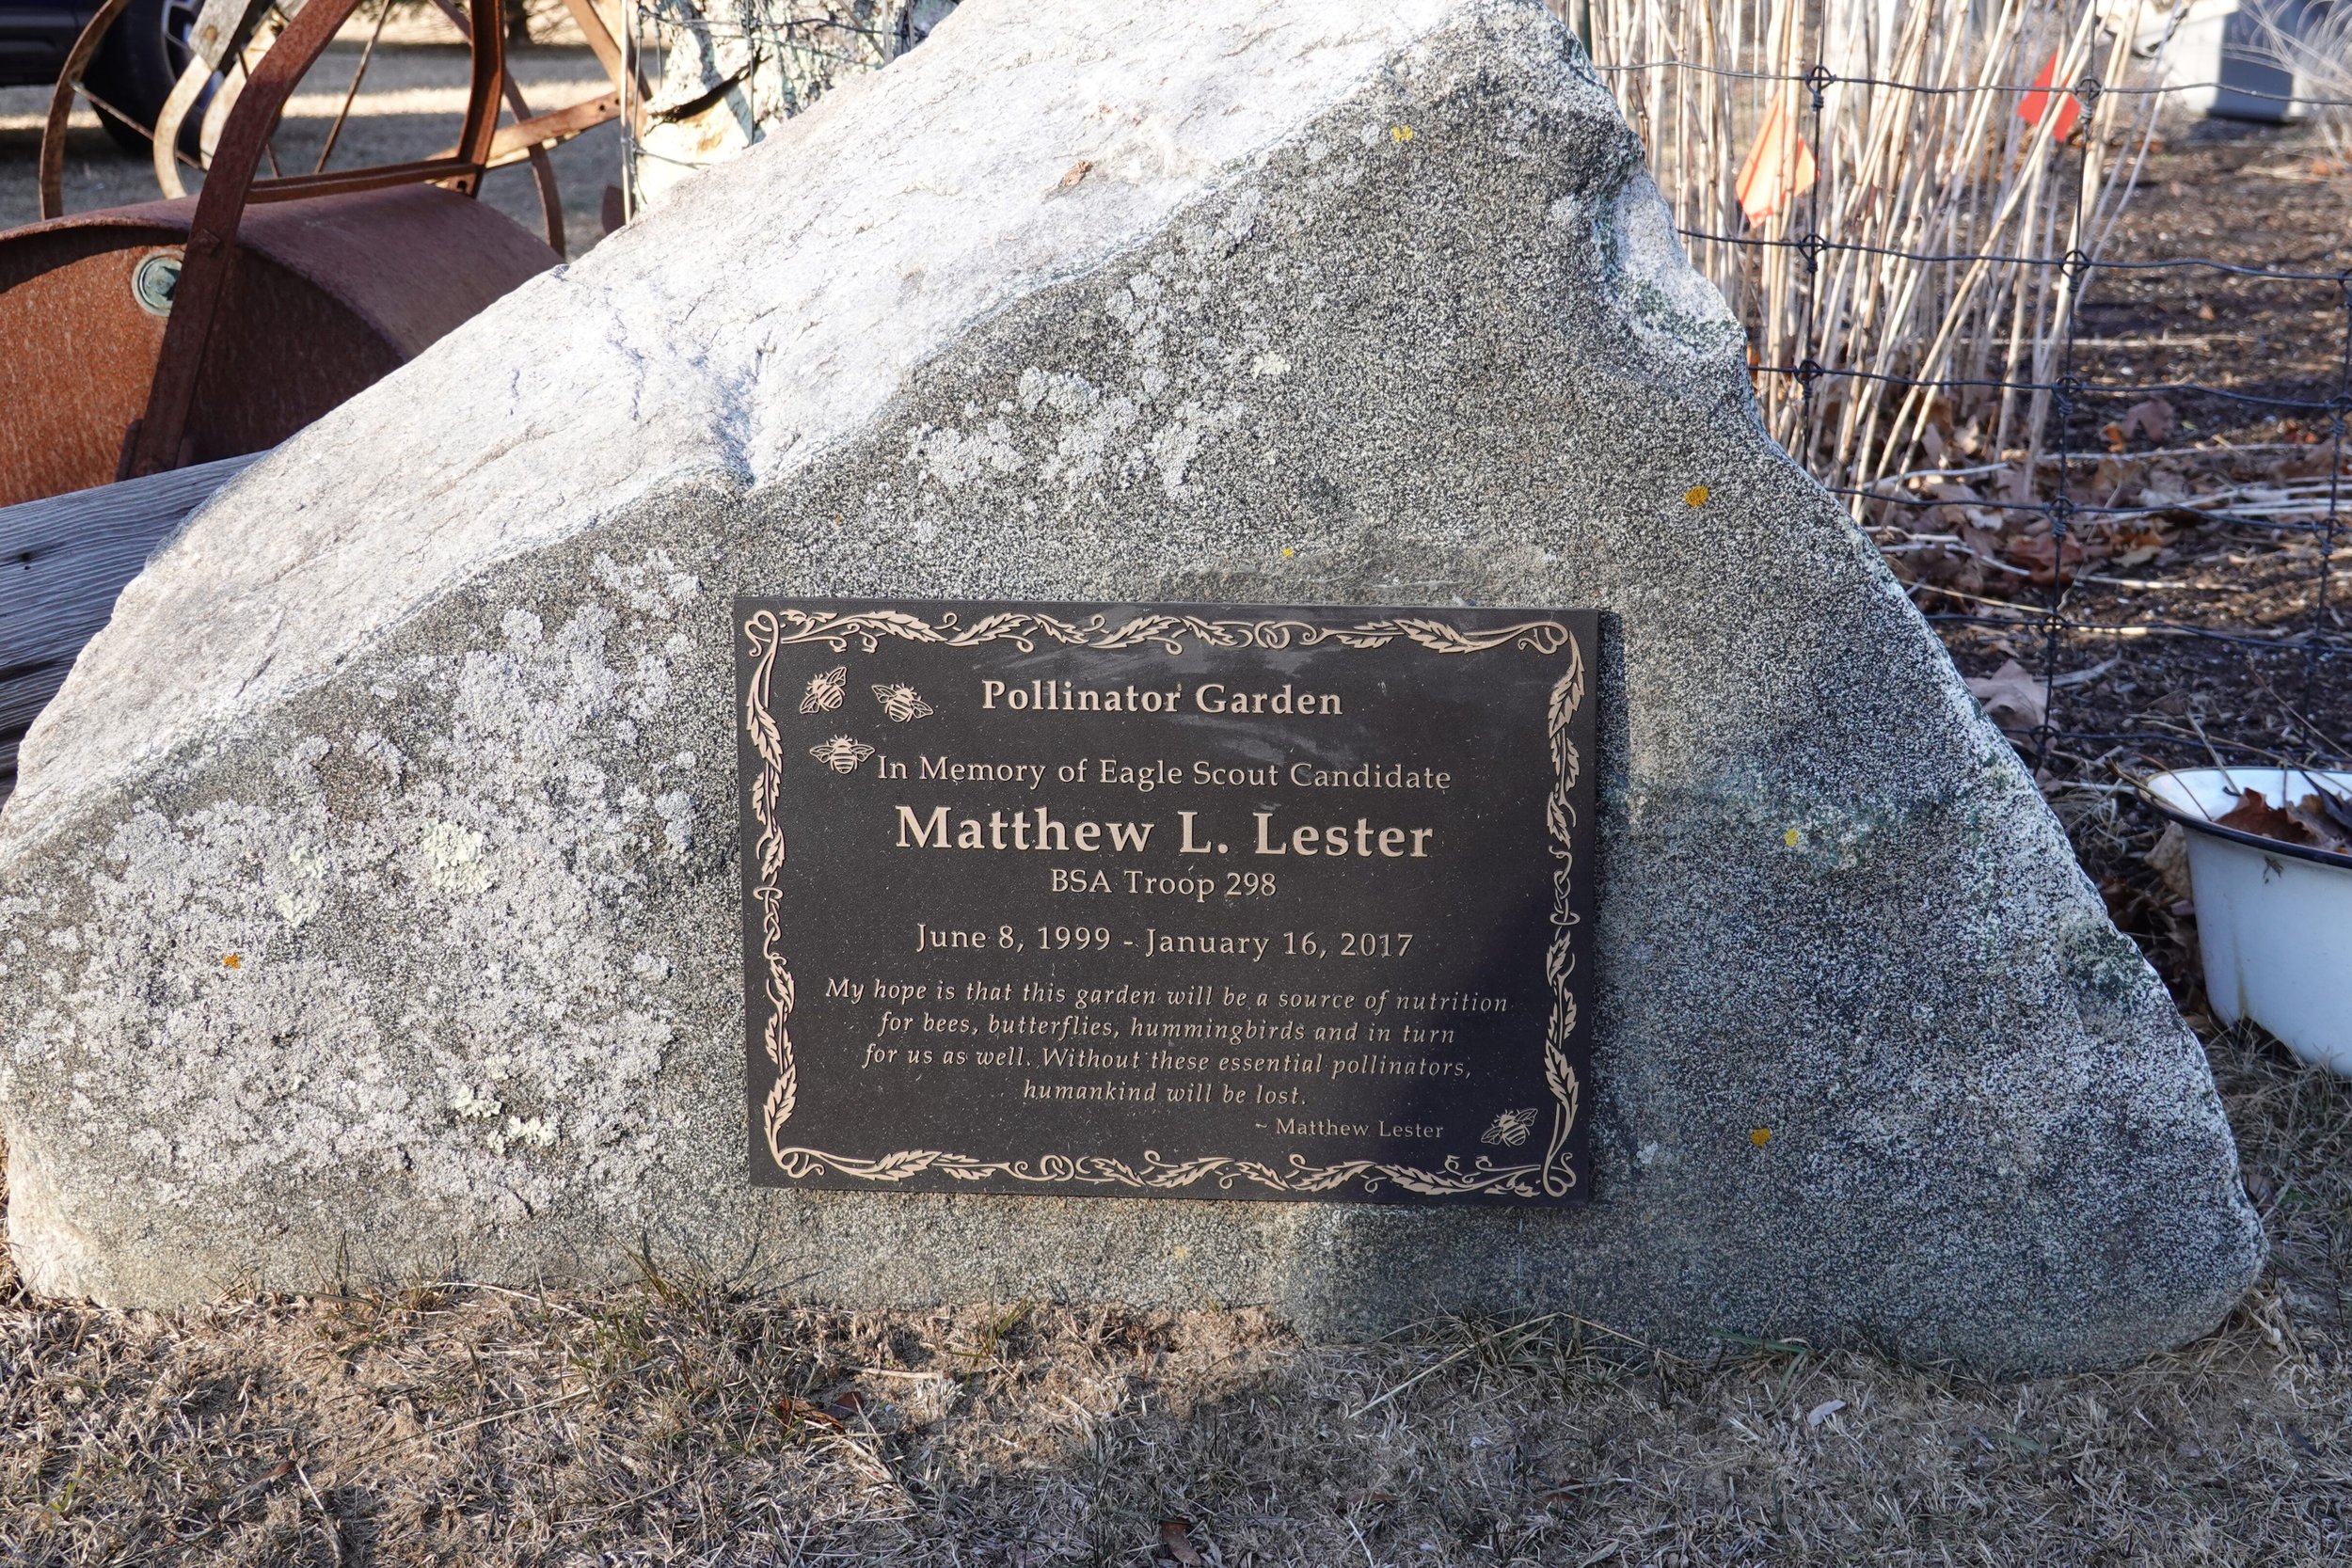 Pollinator Garden
In Memory of Eagle Scout Candidate
Matthew L. Lester
BSA Troop 298
June 8, 1999 - January 16, 2017
My hope is that this garden will be a source of nutrition
for bees, butterflies, hummingbirds and in turn
for us as well. Without these essential pollinators,
humankind will be lost.
~ Matthew Lester